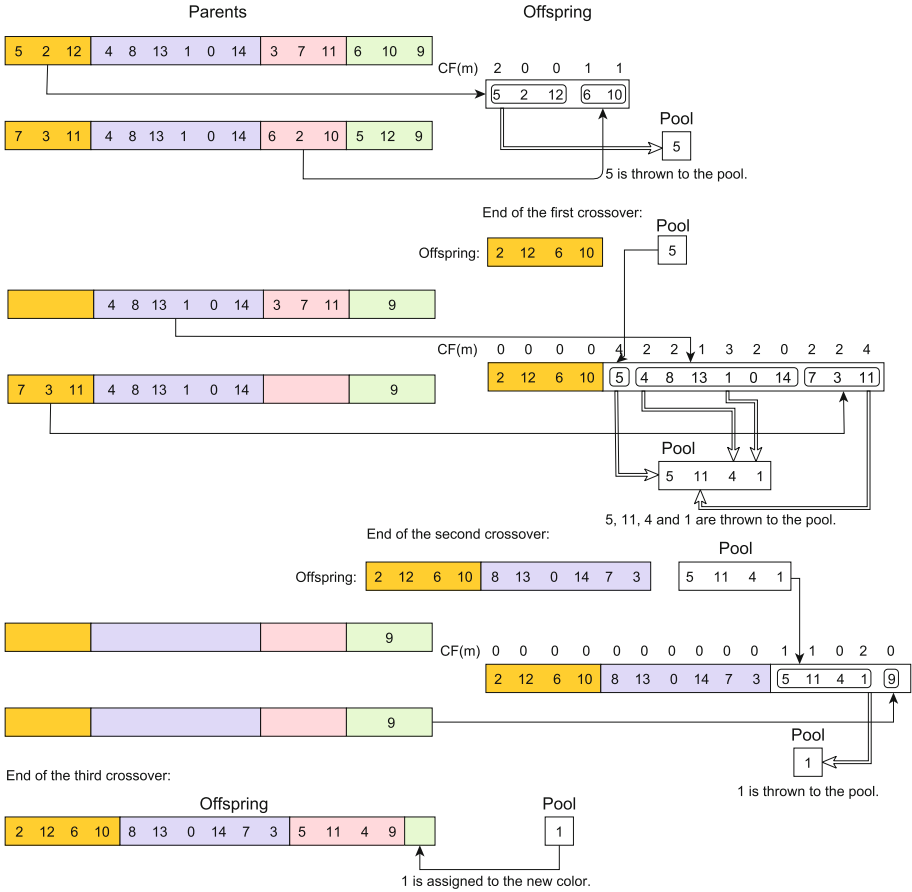 Parents Offspring
5 2 12 4 8 13 1 0 14 3 7 11 6 10 9
CF(m) 2 0 0 1 1
5 2 12 6 10
Pool
7 3 11 4 8 13 1 0 14 6 2 10 5 12 9
5
5 is thrown to the pool.
End of the first crossover:
Pool
Offspring: 2 12 6 10 5
4 8 13 1 0 14 3 7 11 9
CF(m) 0 0 0 0 4 2 2 1 3 2 0 2 2 4
2 12 6 10 5 4 8 13 1 0 14 7 3 11
7 3 11 4 8 13 1 0 14 9
Pool
5 11 4 1
5, 11, 4 and 1 are thrown to the pool.
End of the second crossover:
Pool
Offspring: 2 12 6 10 8 13 0 14 7 3 5 11 4 1
9
CF(m) 0 0 0 0 0 0 0 0 0 0 1 1 0 2 0
2 12 6 10 8 13 0 14 7 3 5 11 4 1 9
9
Pool
1
1 is thrown to the pool.
End of the third crossover:
Offspring Pool
2 12 6 10 8 13 0 14 7 3 5 11 4 9 1
1 is assigned to the new color.